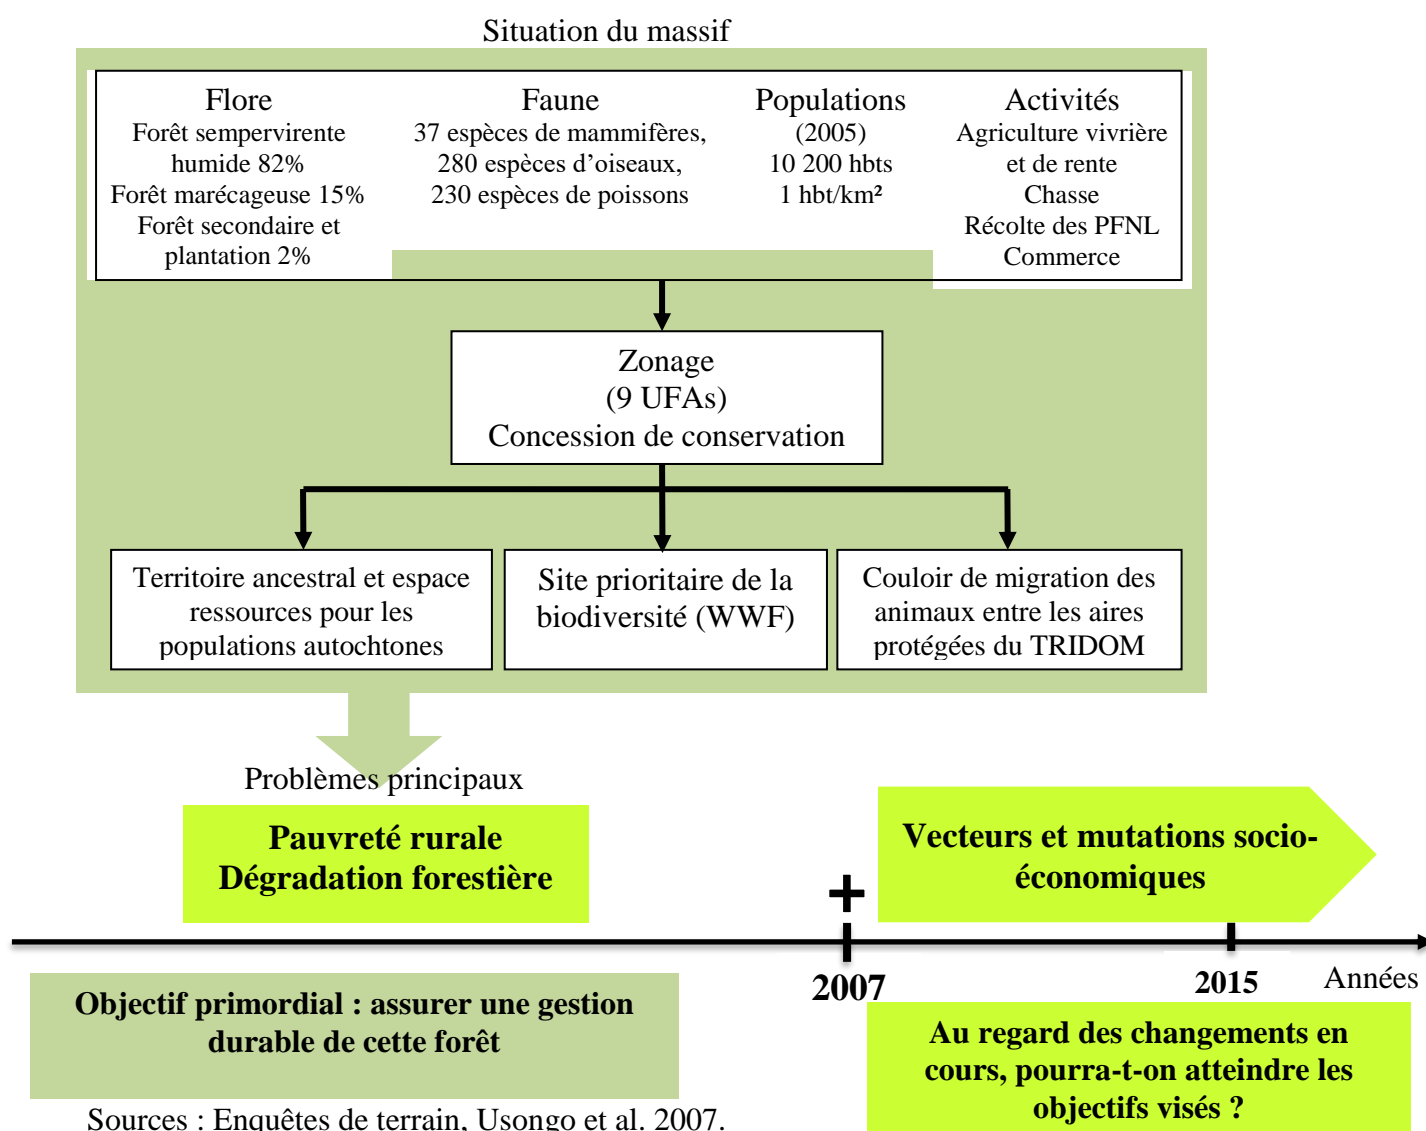 Situation du massif
Flore
Forêt sempervirente
humide 82%
Forêt marécageuse 15%
Forêt secondaire et
plantation 2%
Faune
37 espèces de mammifères,
280 espèces d’oiseaux,
230 espèces de poissons
Populations
(2005)
10 200 hbts
1 hbt/km²
Activités
Agriculture vivrière
et de rente
Chasse
Récolte des PFNL
Commerce
Zonage
(9 UFAs)
Concession de conservation
Territoire ancestral et espace
ressources pour les
populations autochtones
Site prioritaire de la
biodiversité (WWF)
Couloir de migration des
animaux entre les aires
protégées du TRIDOM
Problèmes principaux
Pauvreté rurale
Dégradation forestière
+
Vecteurs et mutations socio-
économiques
2007
2015
Années
Objectif primordial : assurer une gestion
durable de cette forêt
Au regard des changements en
cours, pourra-t-on atteindre les
objectifs visés ?
Sources : Enquêtes de terrain, Usongo et al. 2007.